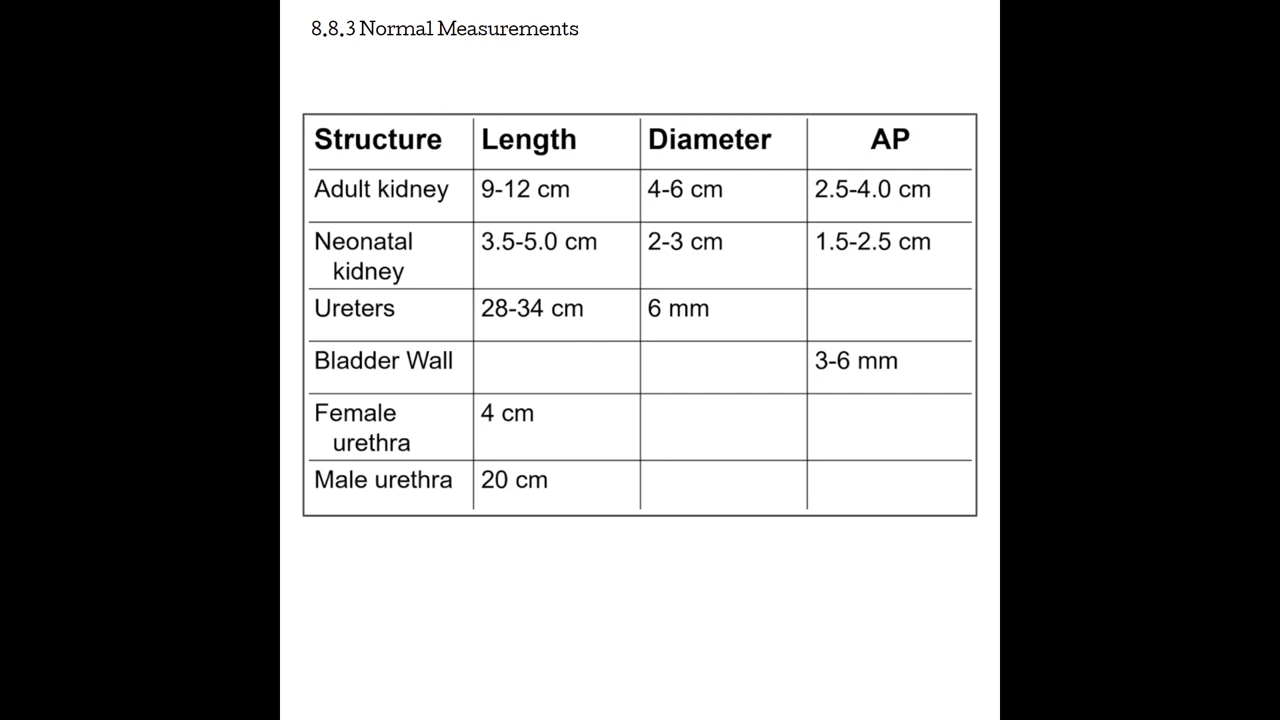 8.8.3 Normal Measurements
Structure Length Diameter AP
Adult kidney 9-12 cm 4-6 cm 2.5-4.0 cm
Neonatal 3.5-5.0 cm 2-3 cm 1.5-2.5 cm
kidney
Ureters 28-34 cm 6 mm
Bladder Wall 3-6 mm
Female 4 cm
urethra
Male urethra 20 cm